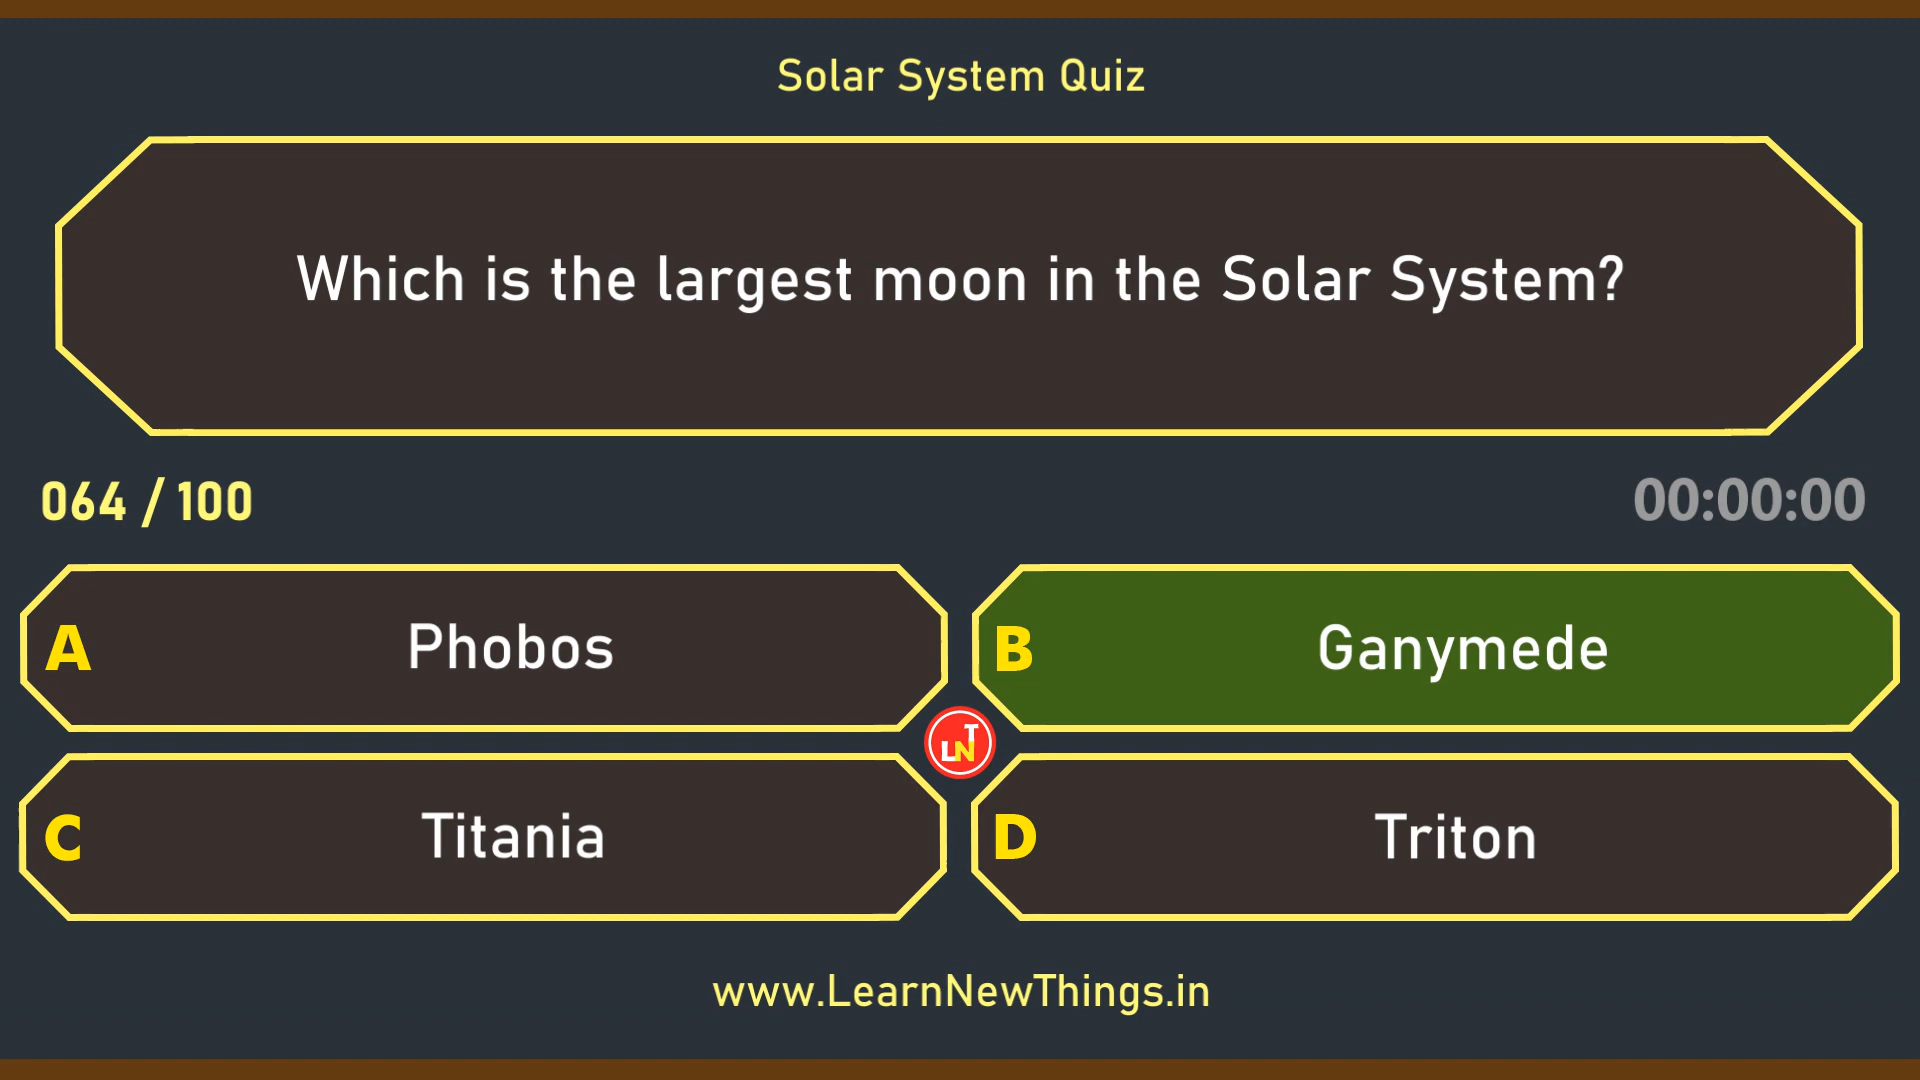 Solar System Quiz
Which is the largest moon in the Solar System?
064 / 100
00:00:00
A Phobos
B Ganymede
LNT
C Titania
D Triton
www.LearnNewThings.in